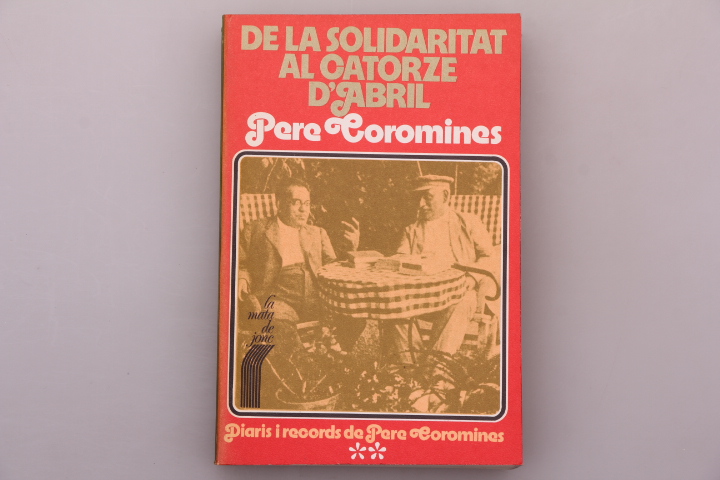 DE LA SOLIDARITAT
AL CATORZE
D'ABRIL
Pere Coromines
la
mata
de
jonc
Diaris i records de Pere Coromines
**